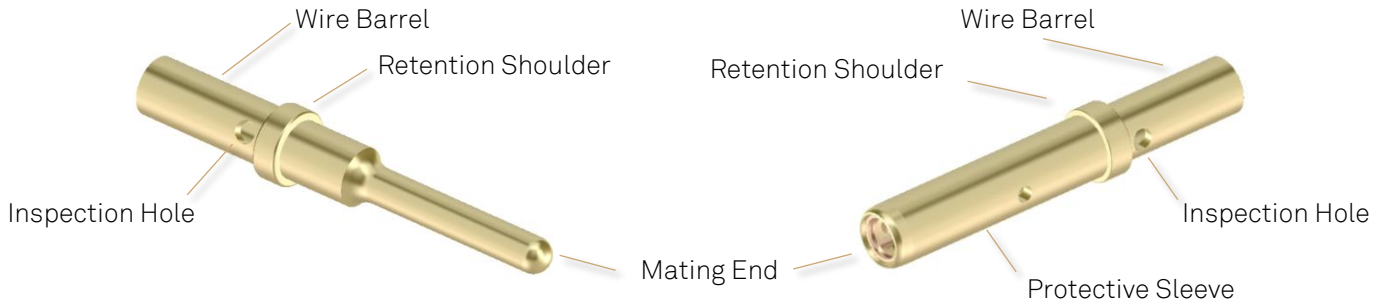 Wire Barrel
Wire Barrel
Retention Shoulder
Retention Shoulder
Inspection Hole
Inspection Hole
Mating End
Protective Sleeve